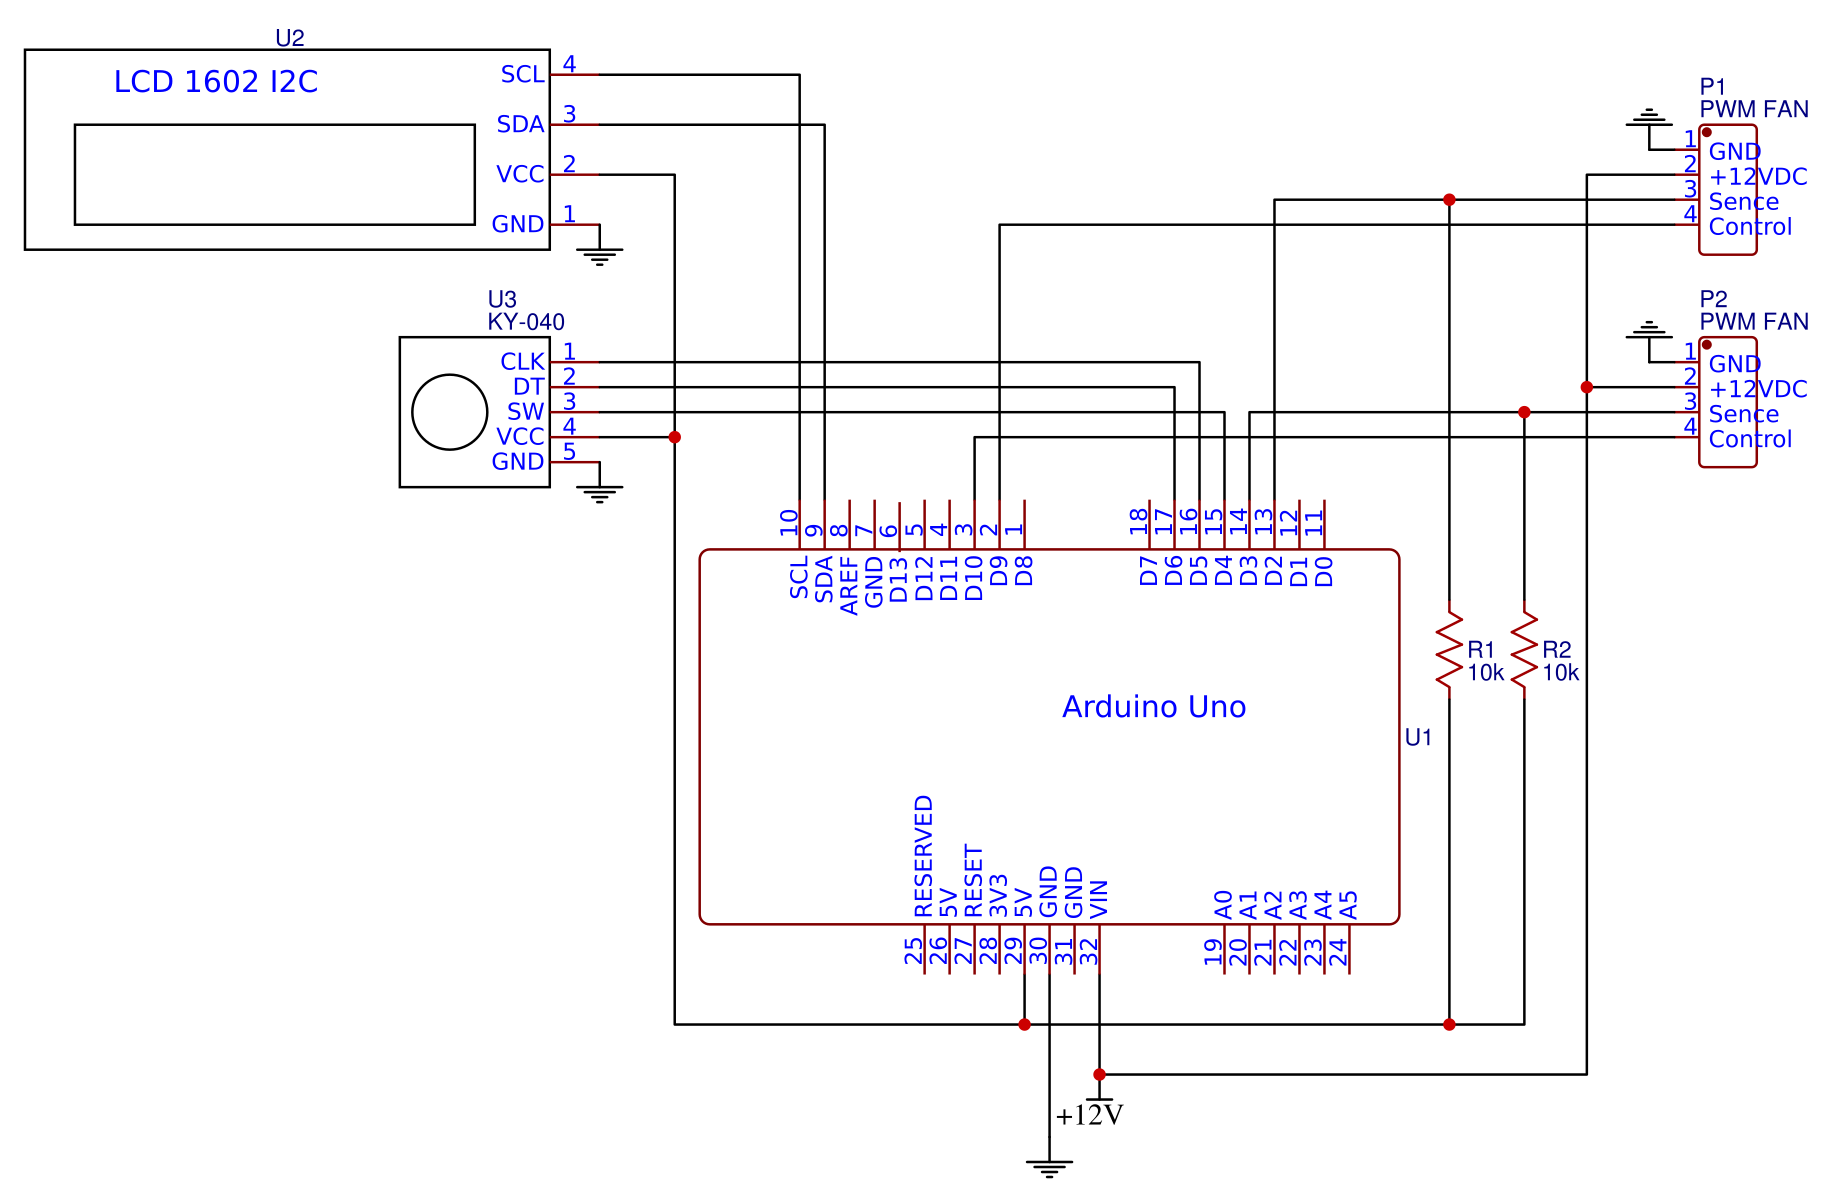 U2
LCD 1602 I2C
SCL 4
SDA 3
VCC 2
GND 1
U3
KY-040
CLK 1
DT 2
SW 3
VCC 4
GND 5
P1
PWM FAN
1 GND
2 +12VDC
3 Sence
4 Control
P2
PWM FAN
1 GND
2 +12VDC
3 Sence
4 Control
10 9 8 7 6 5 4 3 2 1 18 17 16 15 14 13 12 11
SCL SDA AREF GND D13 D12 D11 D10 D9 D8 D7 D6 D5 D4 D3 D2 D1 D0
R1
10k
R2
10k
Arduino Uno
U1
RESERVED 5V RESET 3V3 5V GND GND VIN A0 A1 A2 A3 A4 A5
25 26 27 28 29 30 31 32 19 20 21 22 23 24
+12V